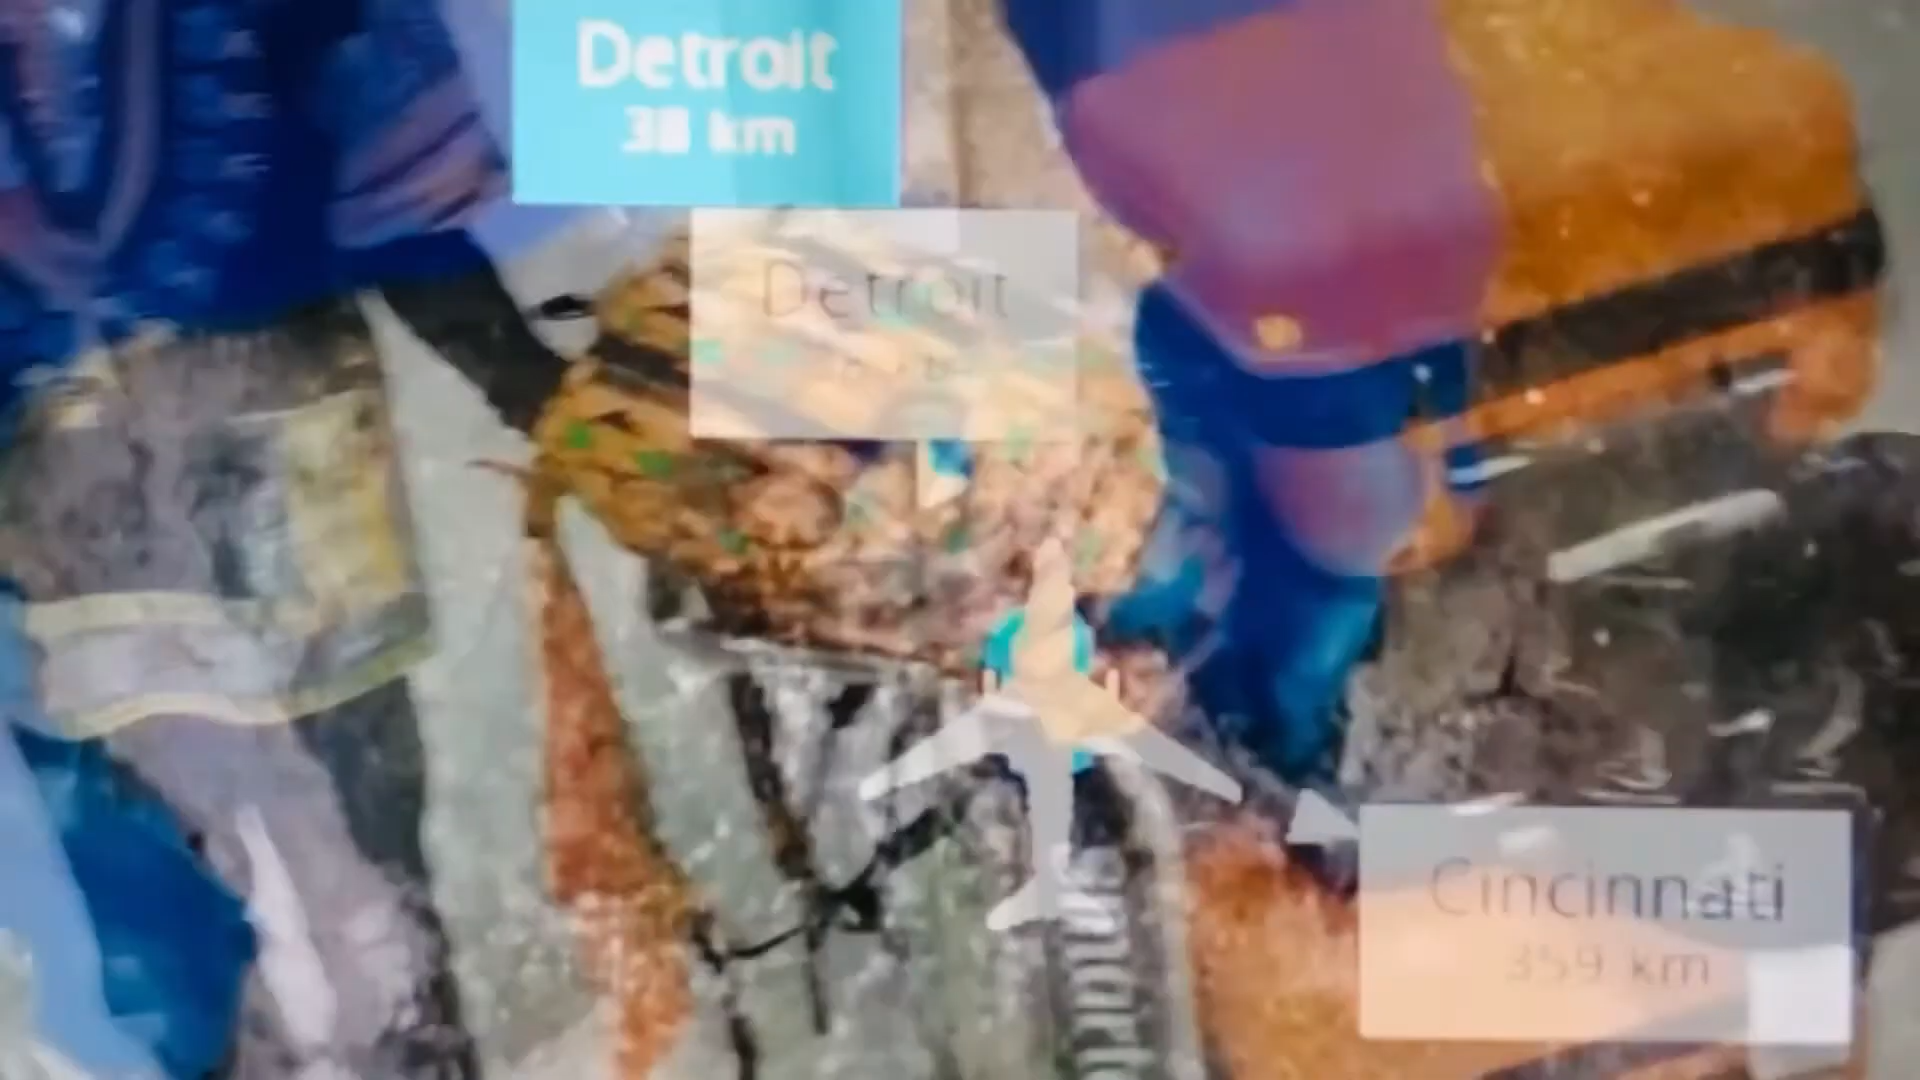 Detroit
38 km
Detroit
Cincinnati
359 km